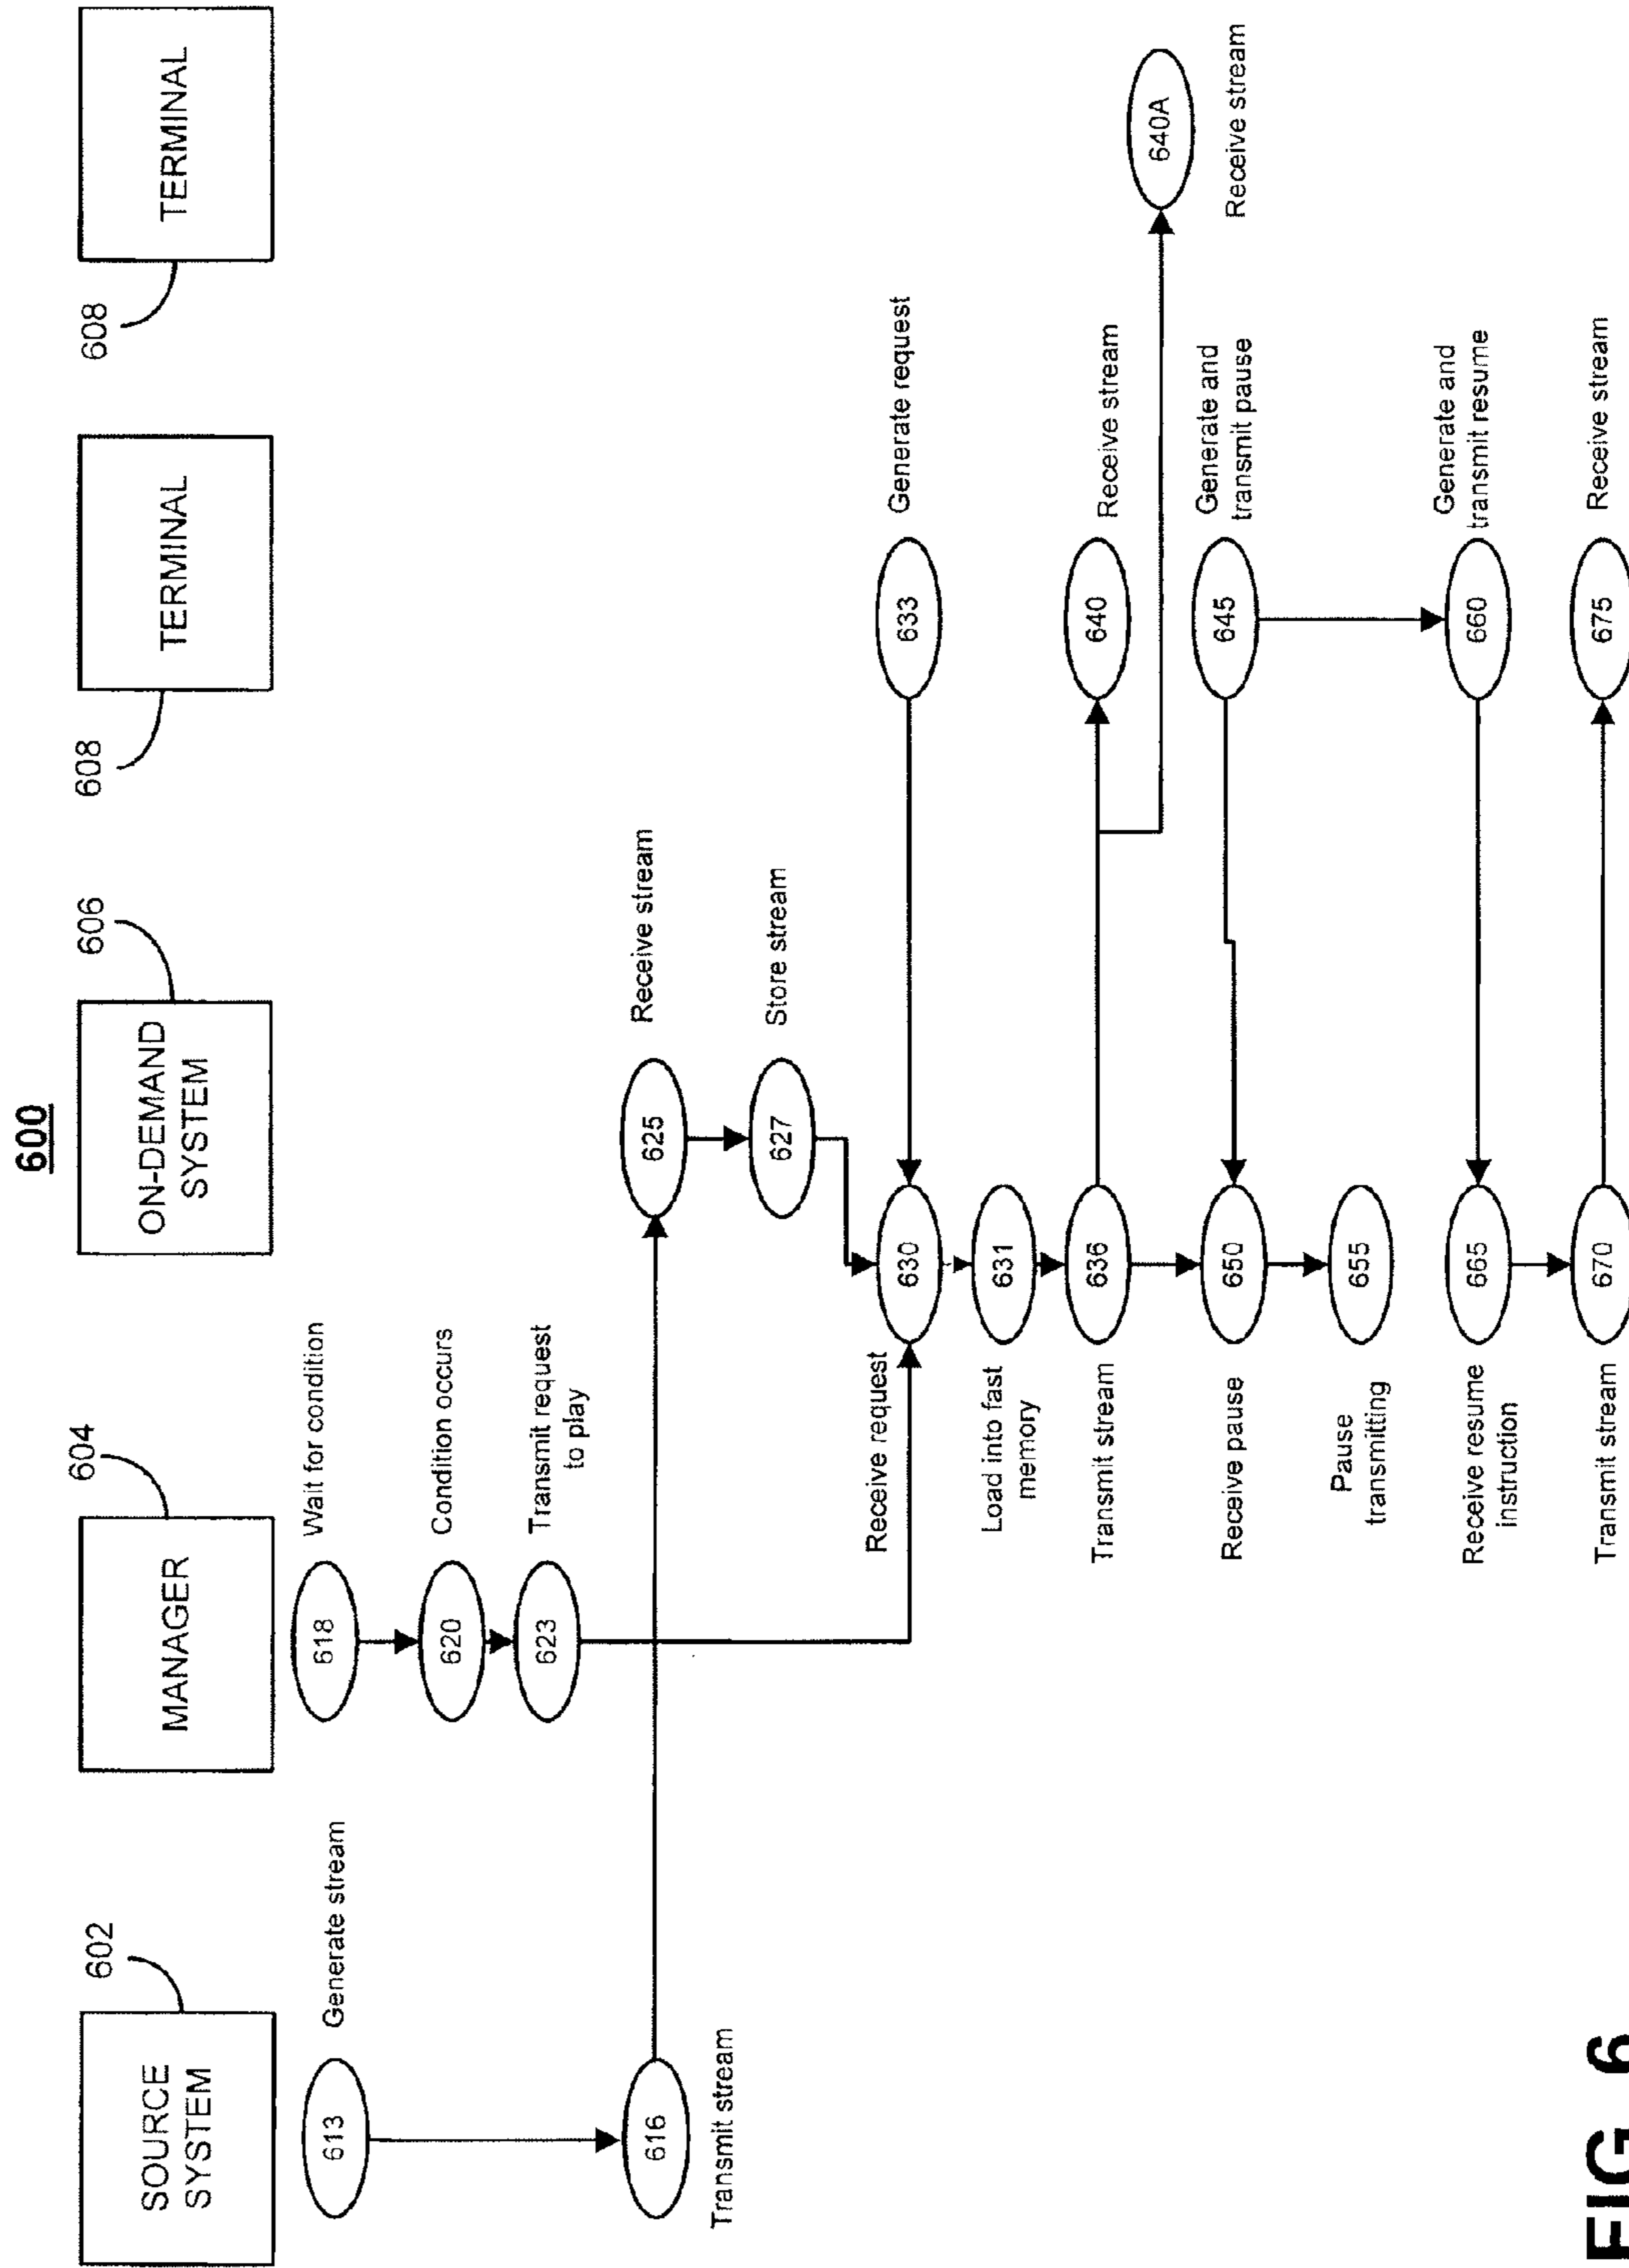 600
602
604
606
608
608
SOURCE
SYSTEM
MANAGER
ON-DEMAND
SYSTEM
TERMINAL
TERMINAL
613
Generate stream
618
Wait for condition
620
Condition occurs
623
Transmit request
to play
616
Transmit stream
625
Receive stream
627
Store stream
Receive request
630
633
Generate request
Load into fast
memory
631
Transmit stream
636
640
Receive stream
640A
Receive stream
Receive pause
650
645
Generate and
transmit pause
Pause
transmitting
655
Receive resume
instruction
665
660
Generate and
transmit resume
Transmit stream
670
675
Receive stream
FIG 6